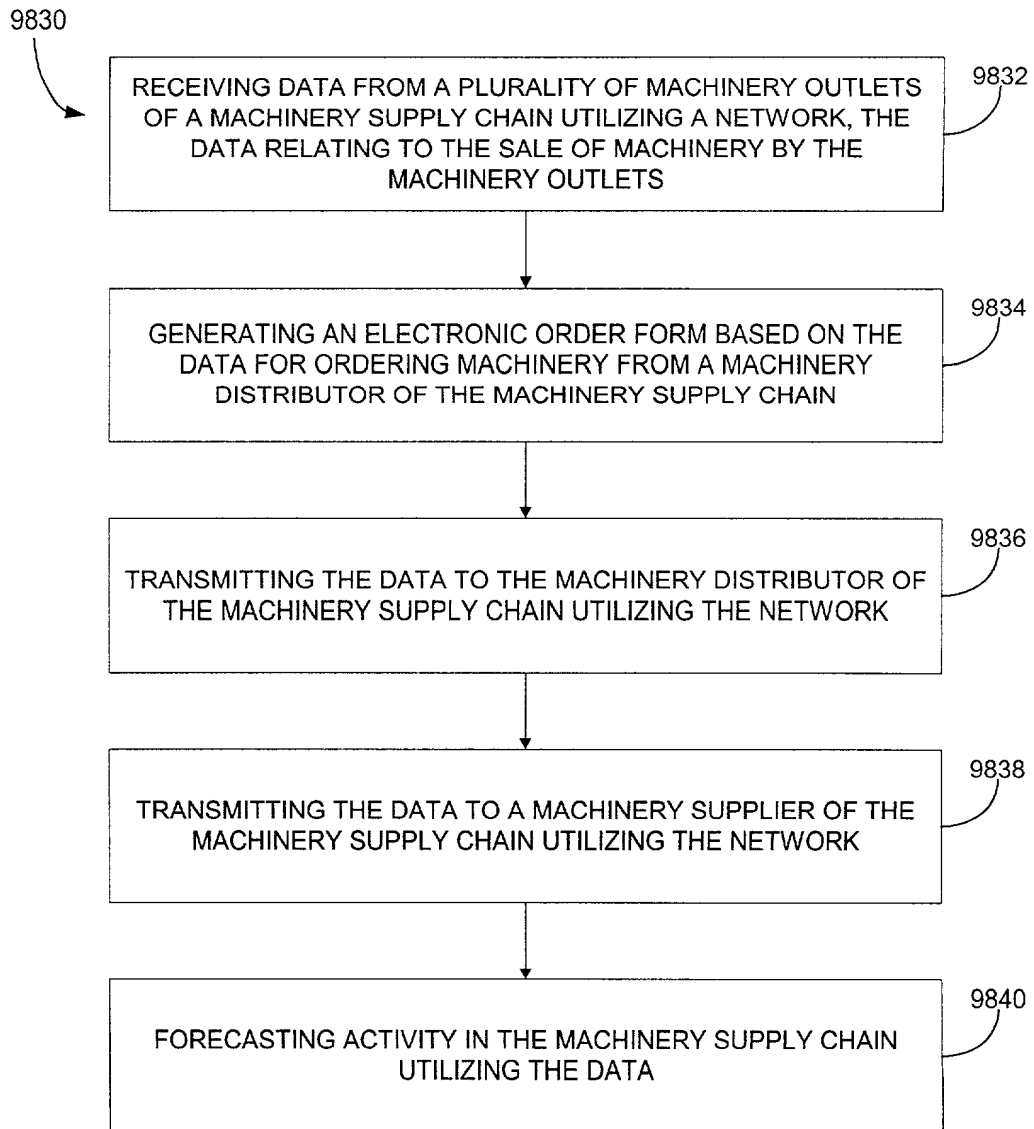 9830
RECEIVING DATA FROM A PLURALITY OF MACHINERY OUTLETS
OF A MACHINERY SUPPLY CHAIN UTILIZING A NETWORK, THE
DATA RELATING TO THE SALE OF MACHINERY BY THE
MACHINERY OUTLETS
9832
GENERATING AN ELECTRONIC ORDER FORM BASED ON THE
DATA FOR ORDERING MACHINERY FROM A MACHINERY
DISTRIBUTOR OF THE MACHINERY SUPPLY CHAIN
9834
TRANSMITTING THE DATA TO THE MACHINERY DISTRIBUTOR OF
THE MACHINERY SUPPLY CHAIN UTILIZING THE NETWORK
9836
TRANSMITTING THE DATA TO A MACHINERY SUPPLIER OF THE
MACHINERY SUPPLY CHAIN UTILIZING THE NETWORK
9838
FORECASTING ACTIVITY IN THE MACHINERY SUPPLY CHAIN
UTILIZING THE DATA
9840